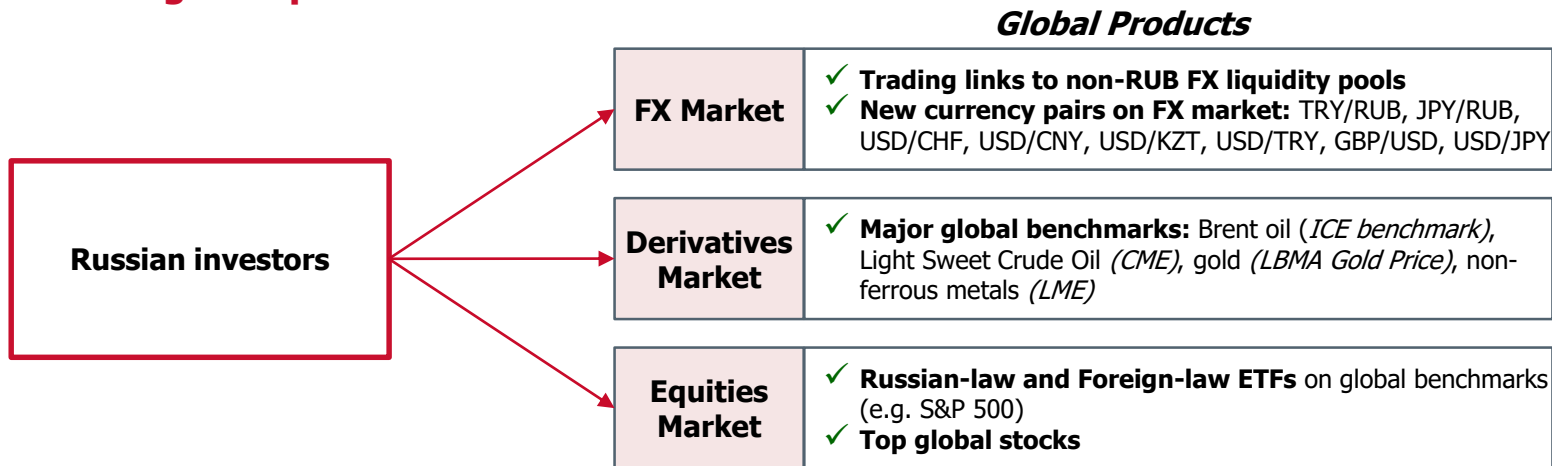 Global Products
FX Market
✓ Trading links to non-RUB FX liquidity pools
✓ New currency pairs on FX market: TRY/RUB, JPY/RUB,
USD/CHF, USD/CNY, USD/KZT, USD/TRY, GBP/USD, USD/JPY
Russian investors
Derivatives
Market
✓ Major global benchmarks: Brent oil (ICE benchmark),
Light Sweet Crude Oil (CME), gold (LBMA Gold Price), non-
ferrous metals (LME)
Equities
Market
✓ Russian-law and Foreign-law ETFs on global benchmarks
(e.g. S&P 500)
✓ Top global stocks